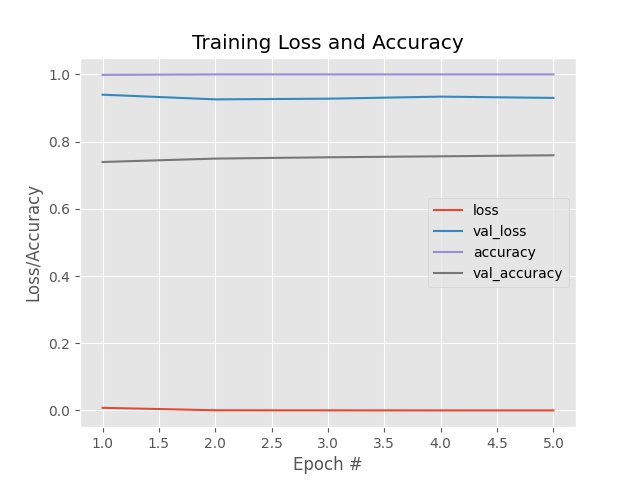 Training Loss and Accuracy
Loss/Accuracy
1.0
0.8
0.6
0.4
0.2
0.0
loss
val_loss
accuracy
val_accuracy
1.0 1.5 2.0 2.5 3.0 3.5 4.0 4.5 5.0
Epoch #